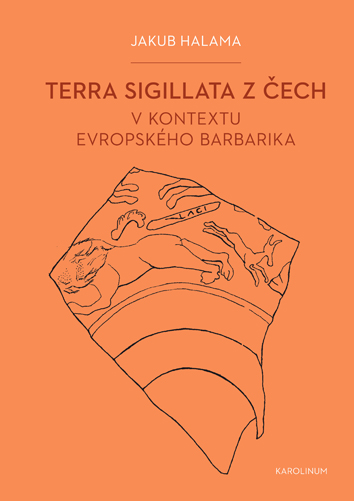 JAKUB HALAMA
TERRA SIGILLATA Z ČECH
V KONTEXTU
EVROPSKÉHO BARBARIKA
LACI
KAROLINUM